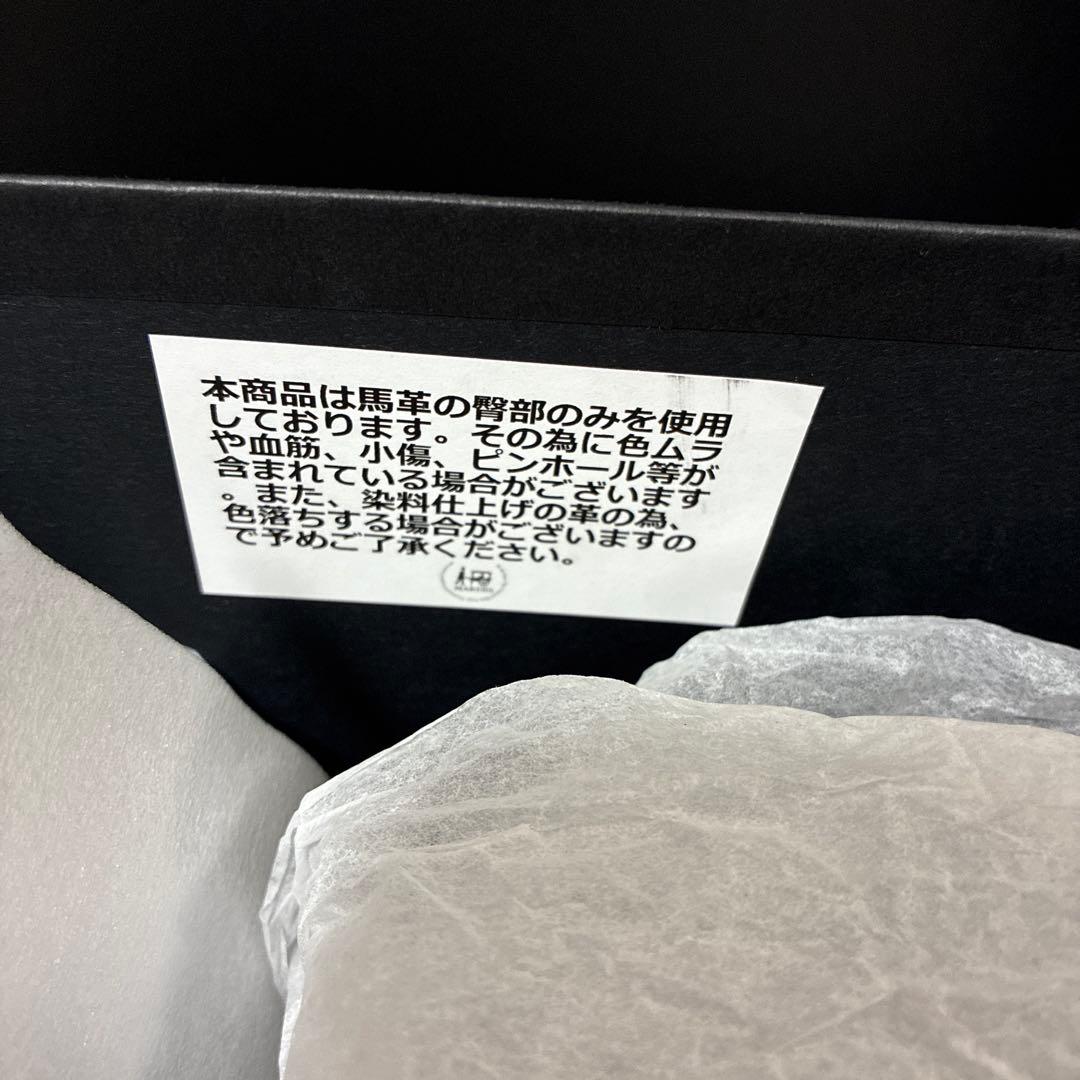 本商品は馬革の臀部のみを使用
しております。その為に色ムラ
や血筋、小傷、ピンホール等が
含まれている場合がございます
。また、染料仕上げの革の為、
色落ちする場合がございますの
で予めご了承ください。